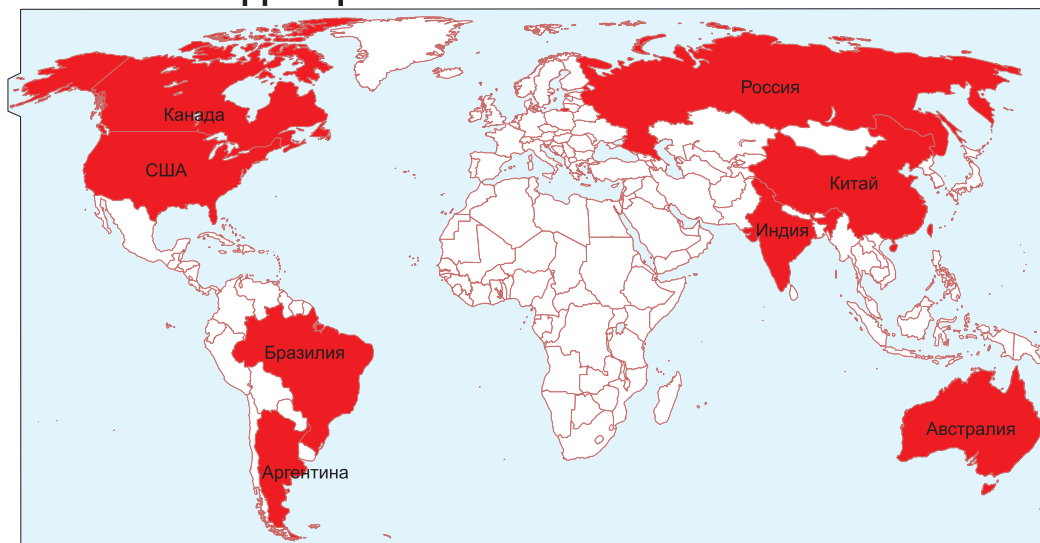 Канада
Россия
США
Китай
Индия
Бразилия
Австралия
Аргентина